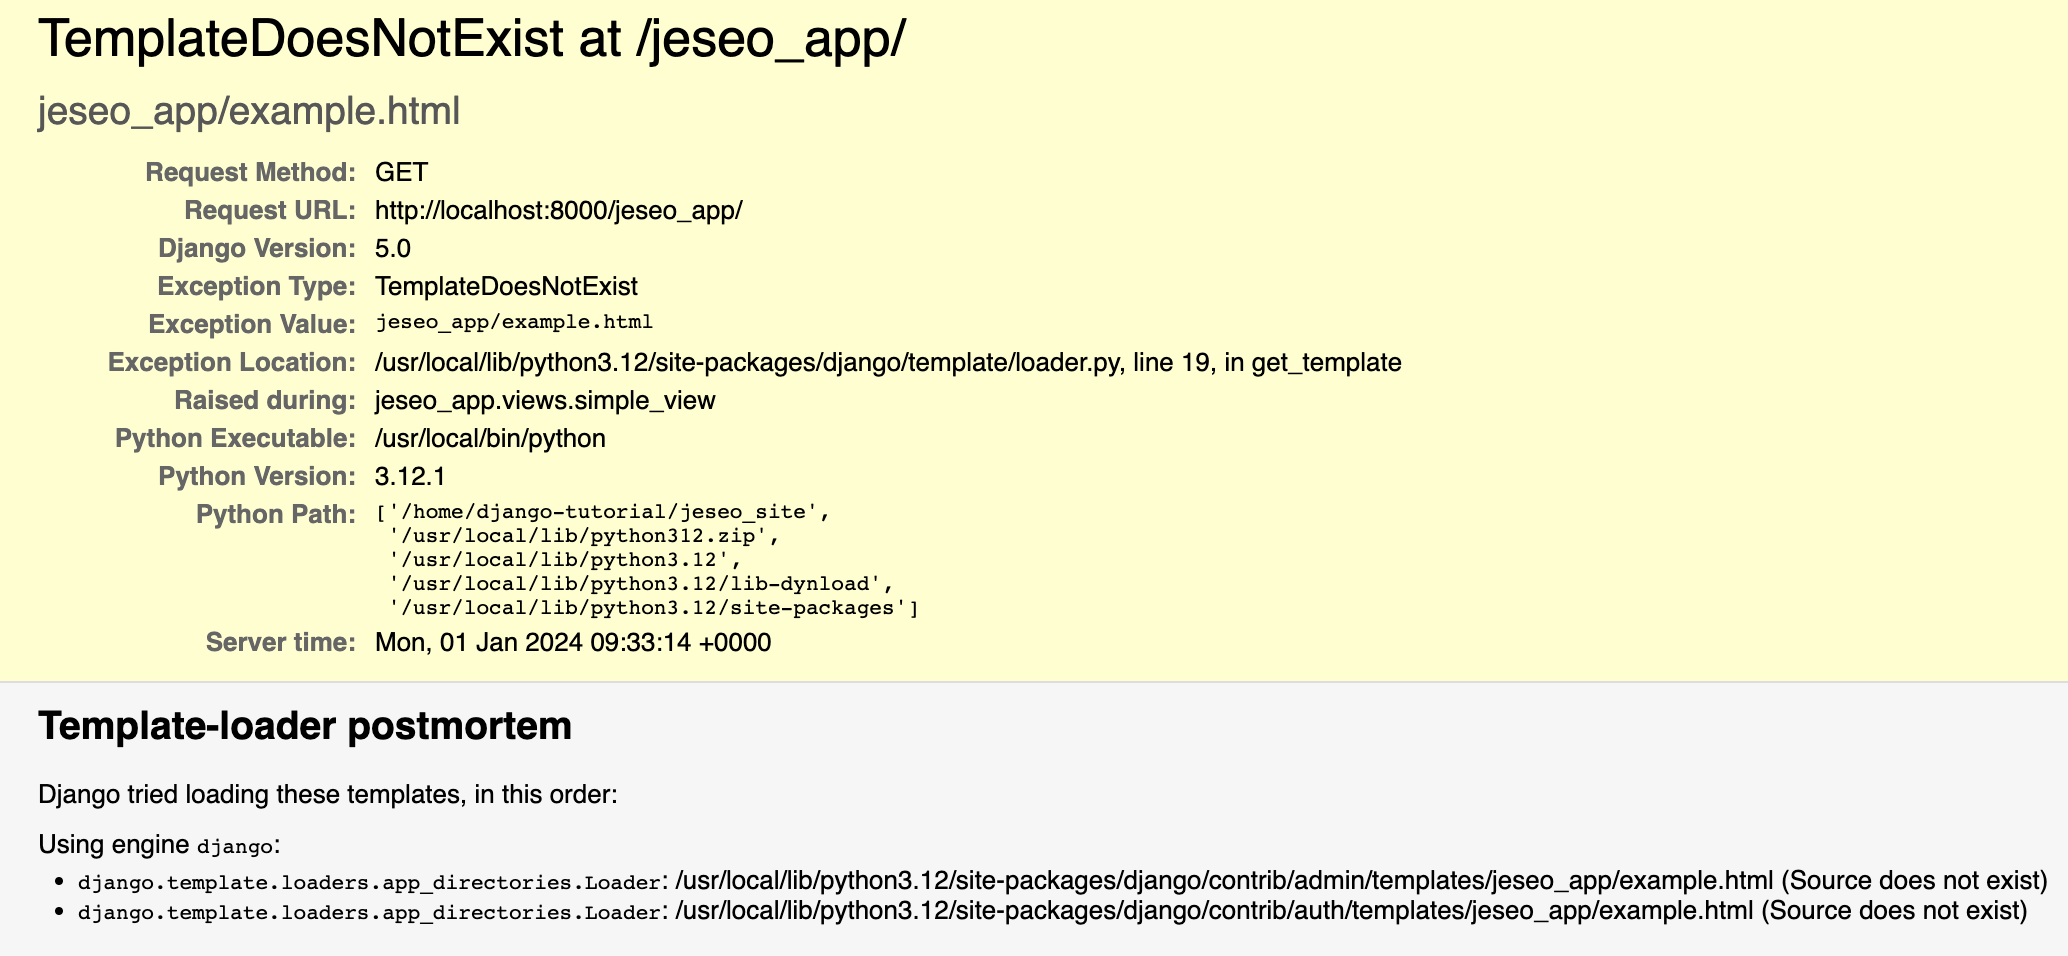 TemplateDoesNotExist at /jeseo_app/
jeseo_app/example.html
Request Method: GET
Request URL: http://localhost:8000/jeseo_app/
Django Version: 5.0
Exception Type: TemplateDoesNotExist
Exception Value: jeseo_app/example.html
Exception Location: /usr/local/lib/python3.12/site-packages/django/template/loader.py, line 19, in get_template
Raised during: jeseo_app.views.simple_view
Python Executable: /usr/local/bin/python
Python Version: 3.12.1
Python Path: ['/home/django-tutorial/jeseo_site',
'/usr/local/lib/python312.zip',
'/usr/local/lib/python3.12',
'/usr/local/lib/python3.12/lib-dynload',
'/usr/local/lib/python3.12/site-packages']
Server time: Mon, 01 Jan 2024 09:33:14 +0000
Template-loader postmortem
Django tried loading these templates, in this order:
Using engine django:
• django.template.loaders.app_directories.Loader: /usr/local/lib/python3.12/site-packages/django/contrib/admin/templates/jeseo_app/example.html (Source does not exist)
• django.template.loaders.app_directories.Loader: /usr/local/lib/python3.12/site-packages/django/contrib/auth/templates/jeseo_app/example.html (Source does not exist)